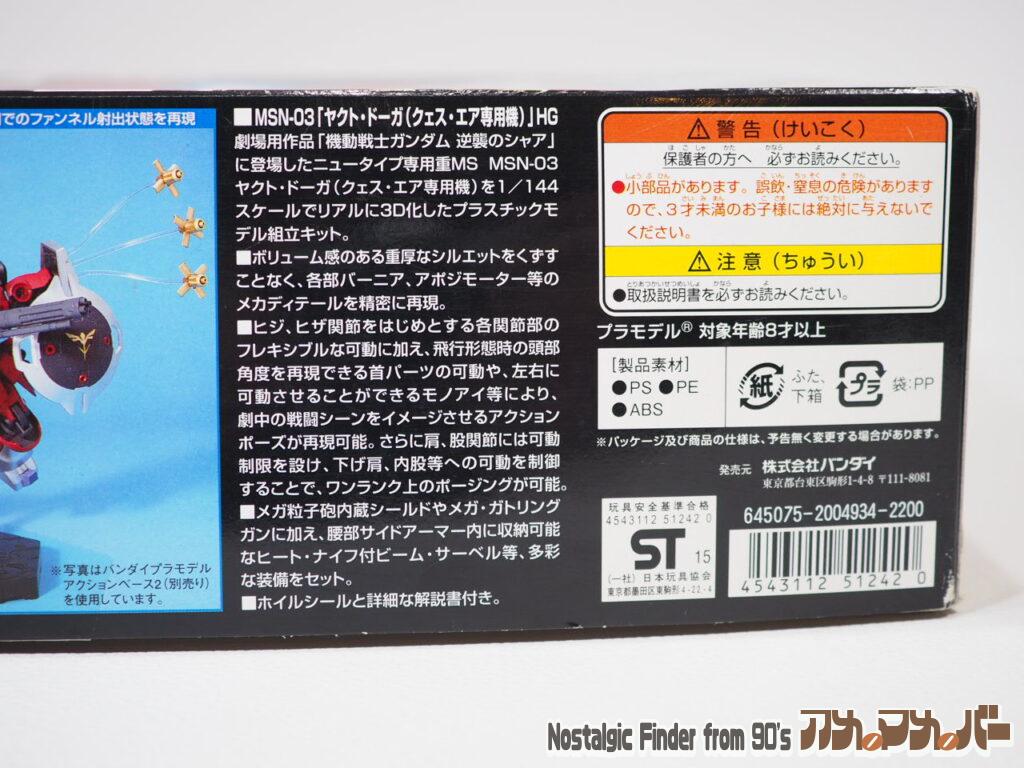 でのファンネル射出状態を再現
※写真はバンダイプラモデル
アクションベース2(別売り)
を使用しています。
■MSN-03「ヤクト・ドーガ(クェス・エア専用機)」HG
劇場用作品「機動戦士ガンダム 逆襲のシャア」
に登場したニュータイプ専用重MS MSN-03
ヤクト・ドーガ(クェス・エア専用機)を1/144
スケールでリアルに3D化したプラスチックモ
デル組立キット。
■ボリューム感のある重厚なシルエットをくずす
ことなく、各部バーニア、アポジモーター等の
メカディテールを精密に再現。
■ヒジ、ヒザ関節をはじめとする各関節部の
フレキシブルな可動に加え、飛行形態時の頭部
角度を再現できる首パーツの可動や、左右に
可動させることができるモノアイ等により、
劇中の戦闘シーンをイメージさせるアクション
ポーズが再現可能。さらに肩、股関節には可動
制限を設け、下げ肩、内股等への可動を制御
することで、ワンランク上のポージングが可能。
■メガ粒子砲内蔵シールドやメガ・ガトリング
ガンに加え、腰部サイドアーマー内に収納可能
なヒート・ナイフ付ビーム・サーベル等、多彩
な装備をセット。
■ホイルシールと詳細な解説書付き。
⚠警告(けいこく)
保護者の方へ 必ずお読みください。
●小部品があります。誤飲・窒息の危険があります
ので、3才未満のお子様には絶対に与えないで
ください。
⚠注意(ちゅうい)
●取扱説明書を必ずお読みください。
プラモデル® 対象年齢8才以上
[製品素材]
●PS ●PE
●ABS
紙 ふた、
下箱
プラ 袋:PP
※パッケージ及び商品の仕様は、予告無く変更する場合があります。
発売元 株式会社バンダイ
東京都台東区駒形1-4-8 〒111-8081
玩具安全基準合格
4543112 51242 0
ST 15
(一社)日本玩具協会
東京都墨田区東駒形4-22-4
645075-2004934-2200
4543112 51242 0
Nostalgic Finder from 90's アカ。マカ。バー